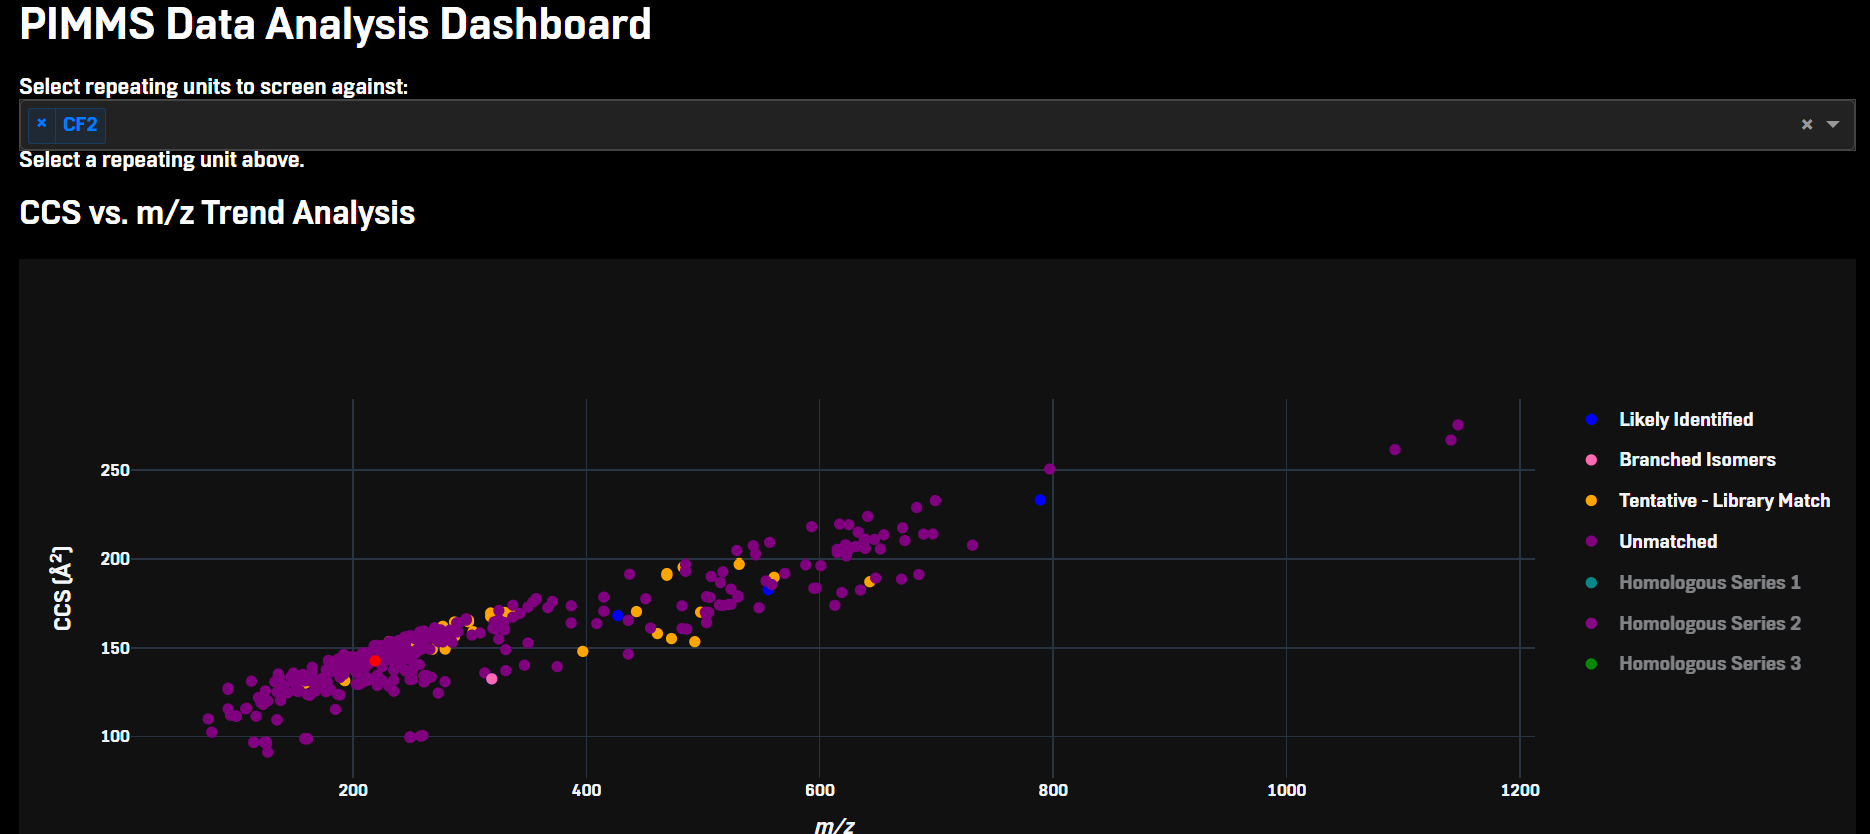 PIMMS Data Analysis Dashboard
Select repeating units to screen against:
× CF2 ×
Select a repeating unit above.
CCS vs. m/z Trend Analysis
CCS (Å²)
250
200
150
100
200 400 600 800 1000 1200
m/z
Likely Identified
Branched Isomers
Tentative - Library Match
Unmatched
Homologous Series 1
Homologous Series 2
Homologous Series 3